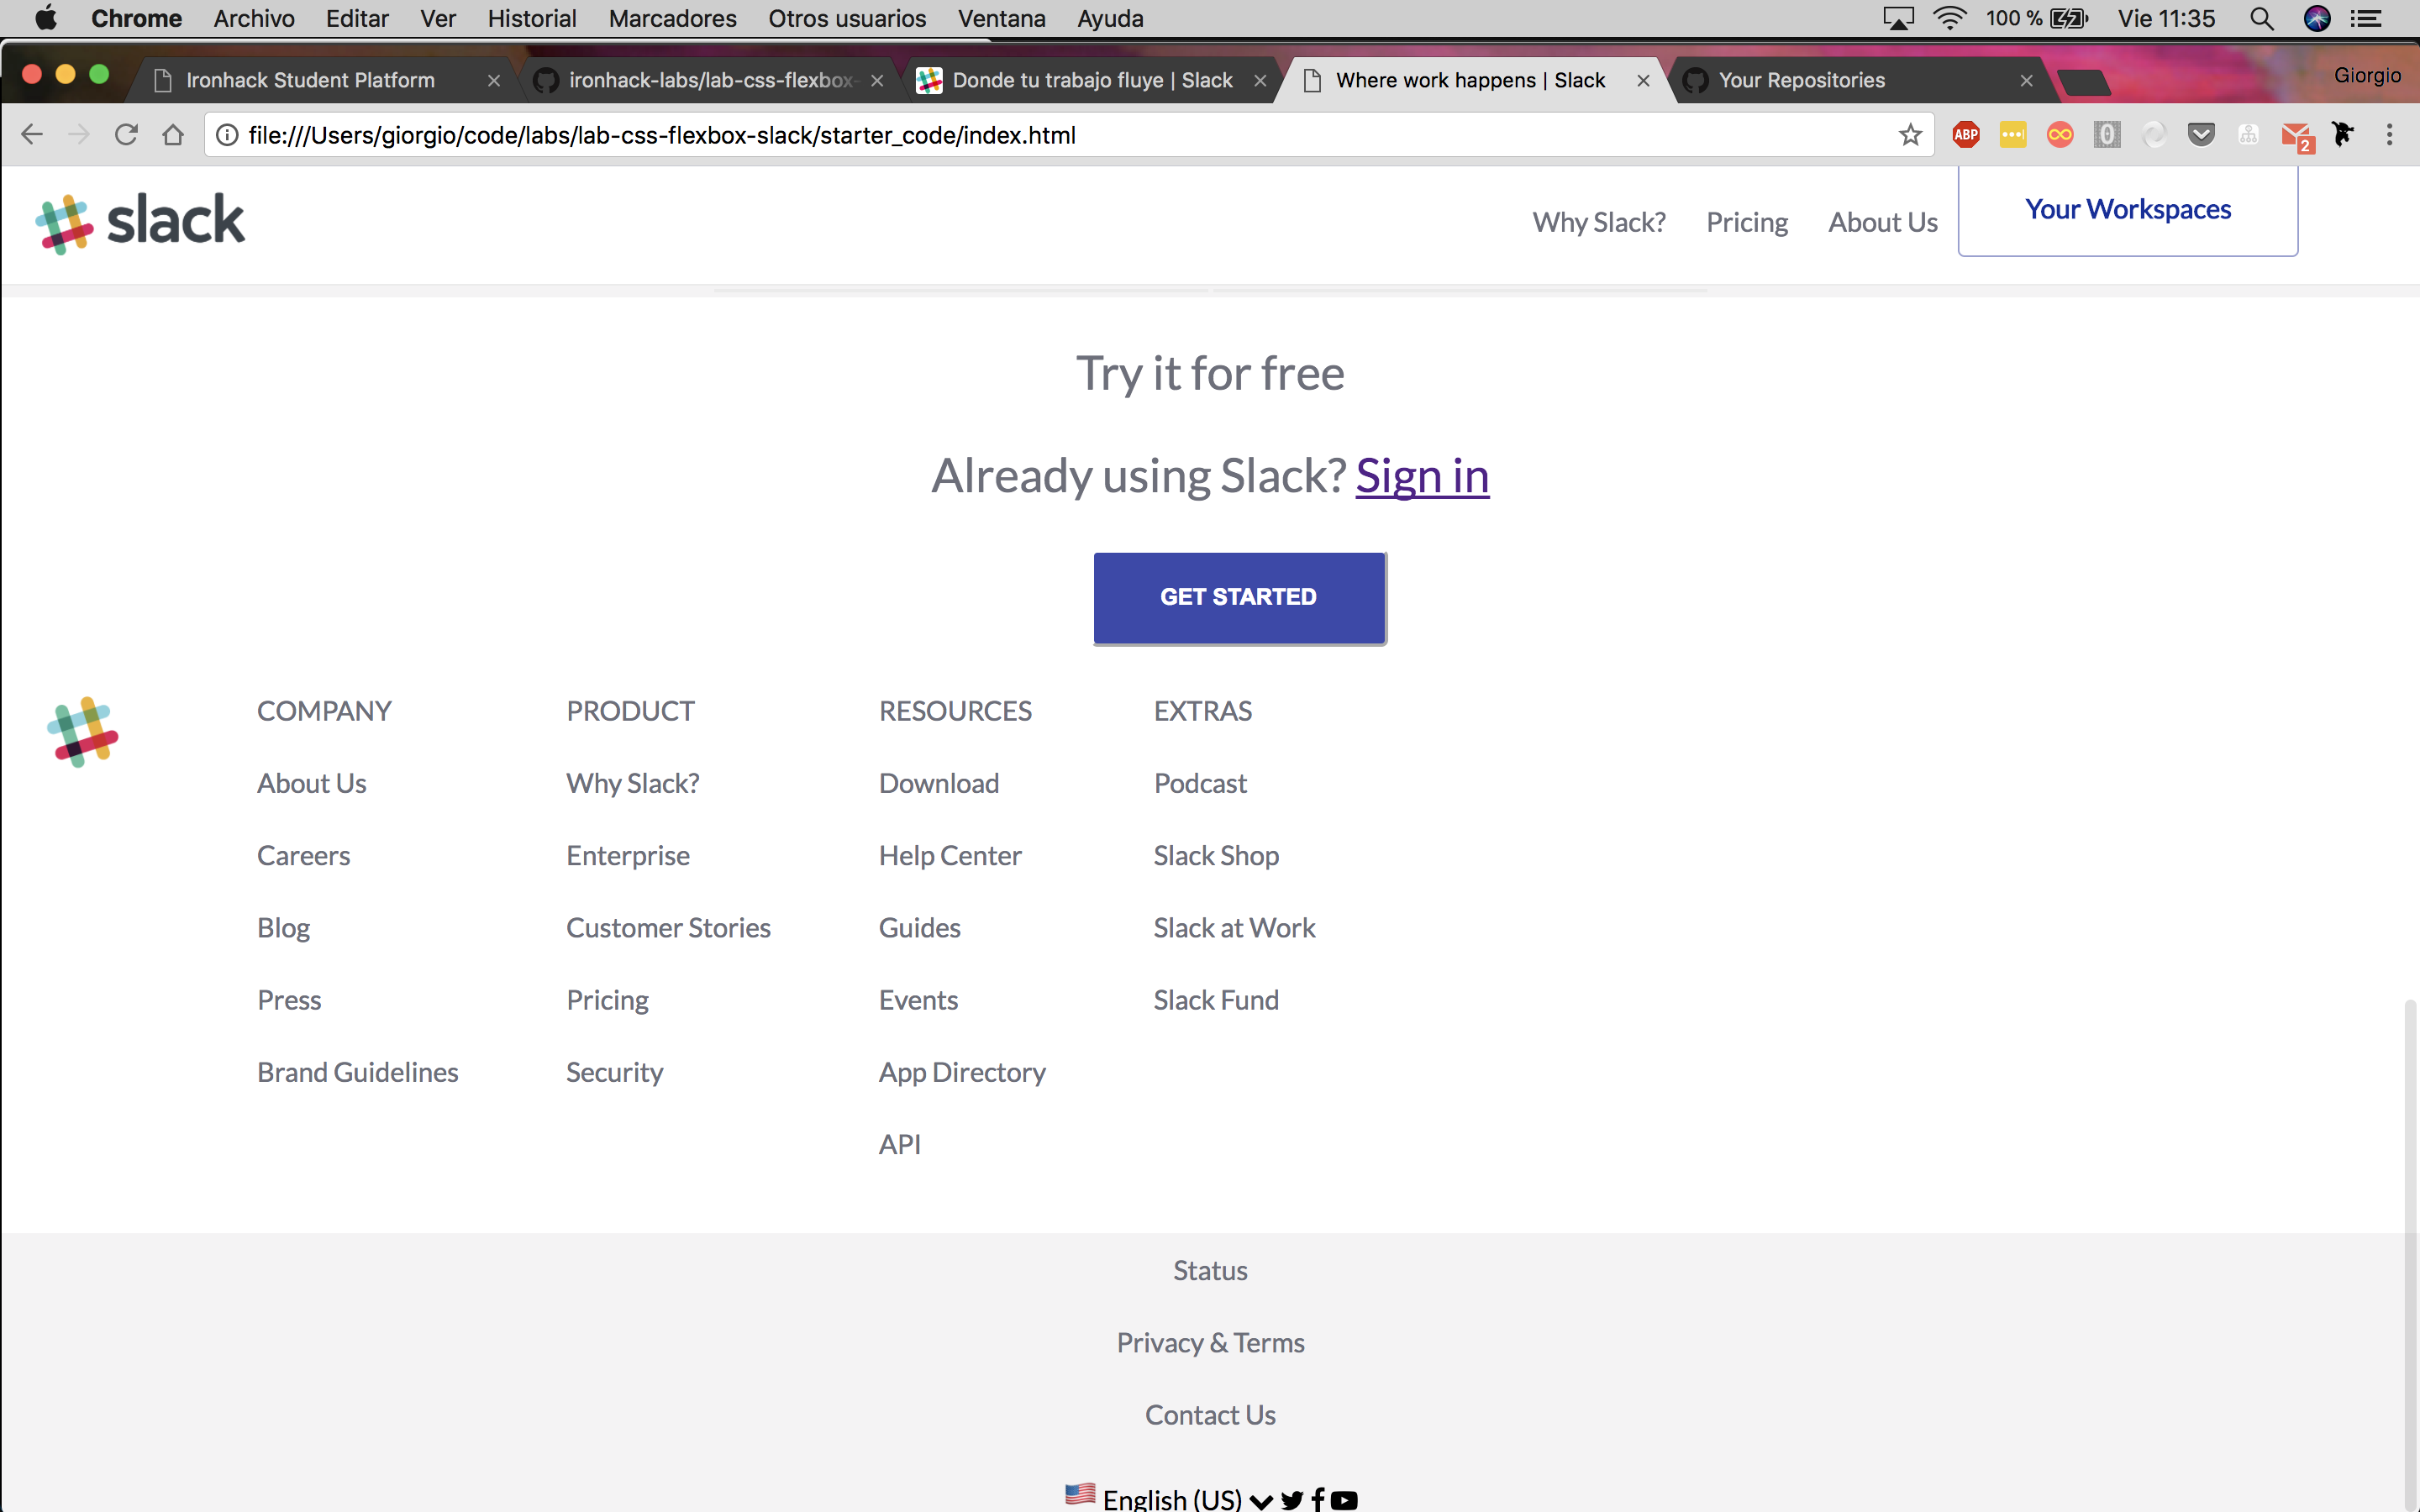 Chrome Archivo Editar Ver Historial Marcadores Otros usuarios Ventana Ayuda 100 % Vie 11:35
Ironhack Student Platform ironhack-labs/lab-css-flexbox- Donde tu trabajo fluye | Slack Where work happens | Slack Your Repositories Giorgio
file:///Users/giorgio/code/labs/lab-css-flexbox-slack/starter_code/index.html ABP 0 2
slack Why Slack? Pricing About Us Your Workspaces
Try it for free
Already using Slack? Sign in
GET STARTED
COMPANY PRODUCT RESOURCES EXTRAS
About Us Why Slack? Download Podcast
Careers Enterprise Help Center Slack Shop
Blog Customer Stories Guides Slack at Work
Press Pricing Events Slack Fund
Brand Guidelines Security App Directory
API
Status
Privacy & Terms
Contact Us
English (US)